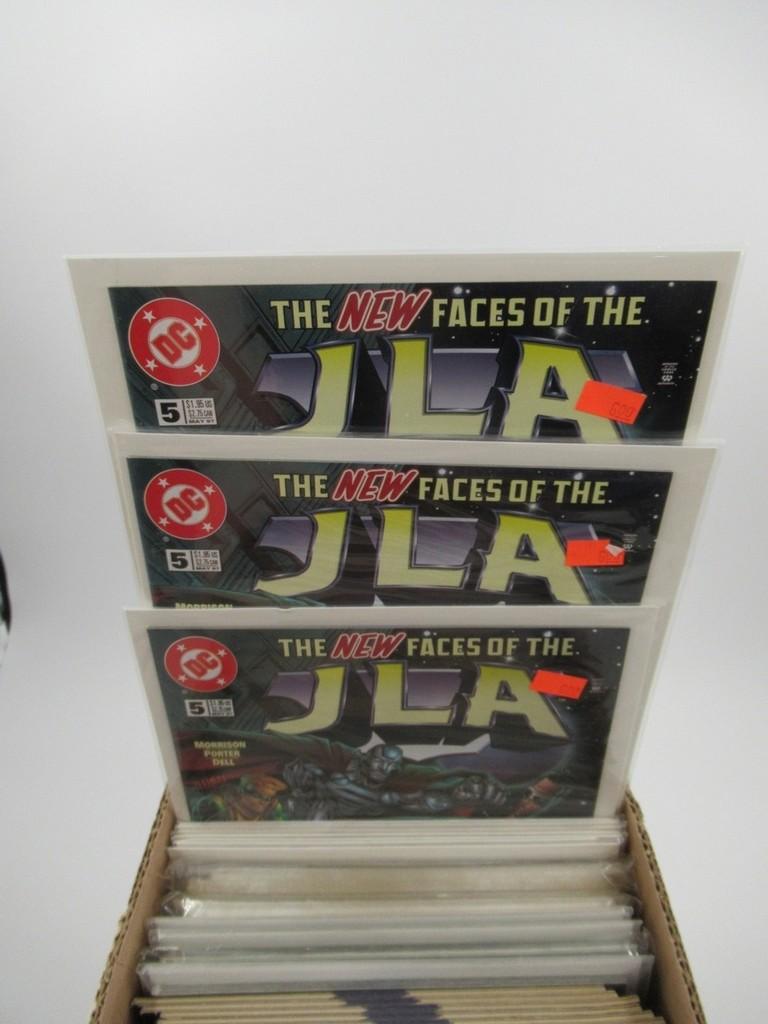 THE NEW FACES OF THE
JLA
DC
®
5
$1.95 US
$2.75 CAN
MAY 97
THE NEW FACES OF THE
JLA
DC
5
$1.95 US
$2.75 CAN
MAY 97
MORRISON
THE NEW FACES OF THE
JLA
DC
5
MORRISON
PORTER
DELL